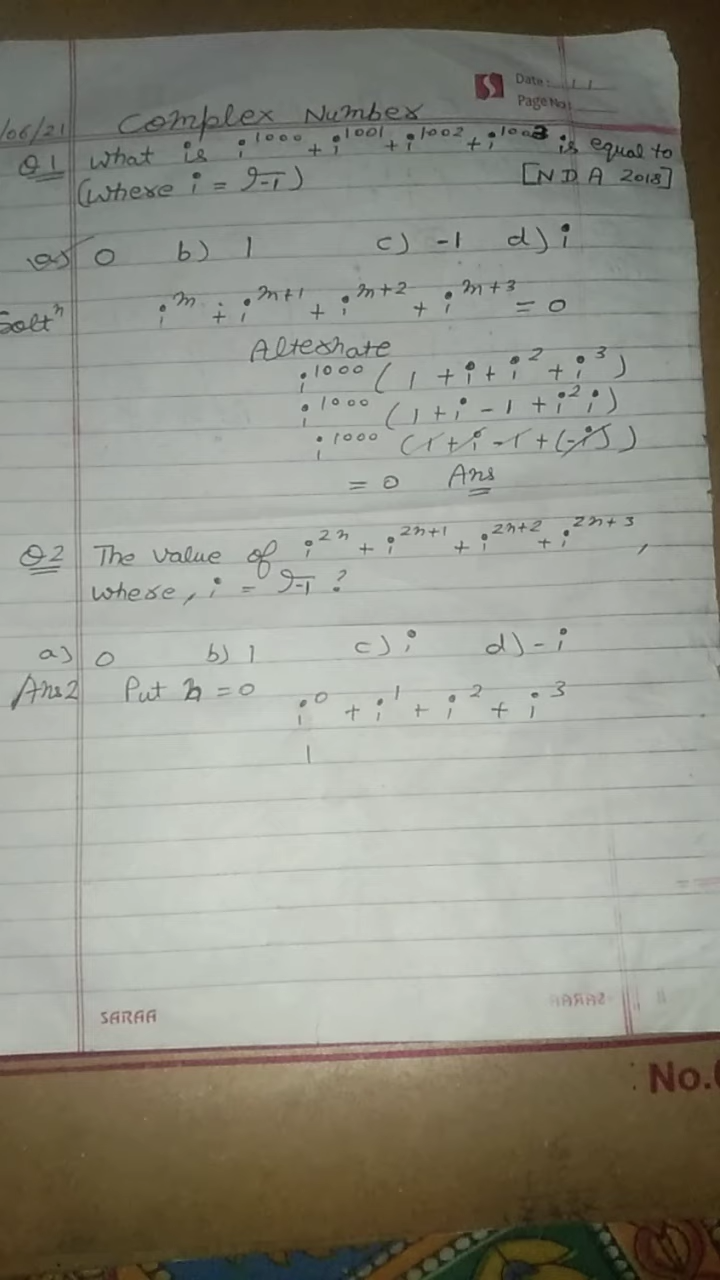 Date: / /
Page No.
/06/21 Complex Number
Q1 What is i^1000 + i^1001 + i^1002 + i^1003 is equal to
(where i = √-1) [NDA 2018]
a) 0 b) 1 c) -1 d) i
Soltⁿ i^m + i^m+1 + i^m+2 + i^m+3 = 0
Alternate
i^1000 (1 + i + i^2 + i^3)
i^1000 (1 + i - 1 + i^2 i)
i^1000 (1 + i - 1 + (-i))
= 0 Ans
Q2 The value of i^2n + i^2n+1 + i^2n+2 + i^2n+3,
where, i = √-1 ?
a) 0 b) 1 c) i d) -i
Ans2 Put n = 0 i^0 + i^1 + i^2 + i^3
1
SARAA
No.